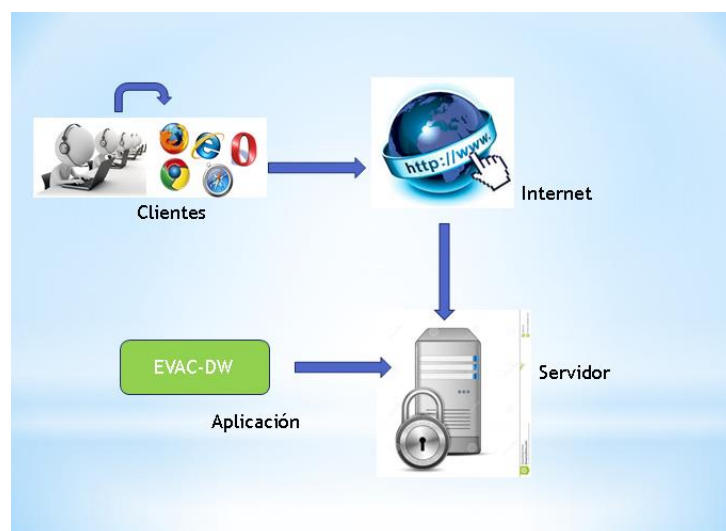 http://www.
Clientes
Internet
EVAC-DW
Servidor
Aplicación